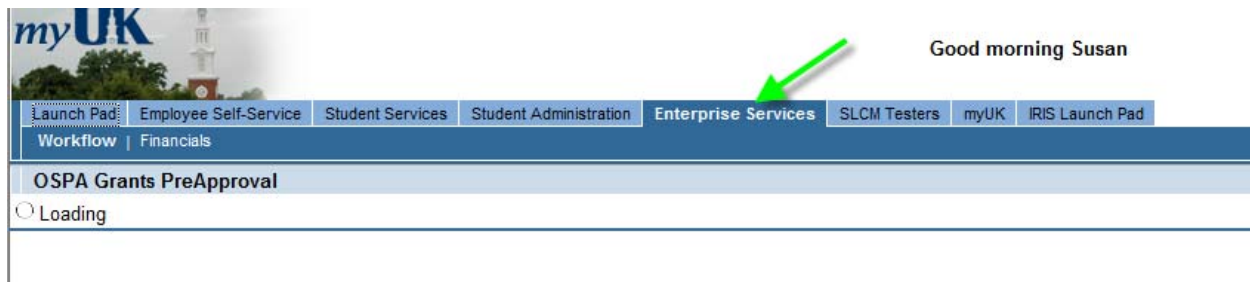 myUK
Good morning Susan
Launch Pad Employee Self-Service Student Services Student Administration Enterprise Services SLCM Testers myUK IRIS Launch Pad
Workflow | Financials
OSPA Grants PreApproval
Loading